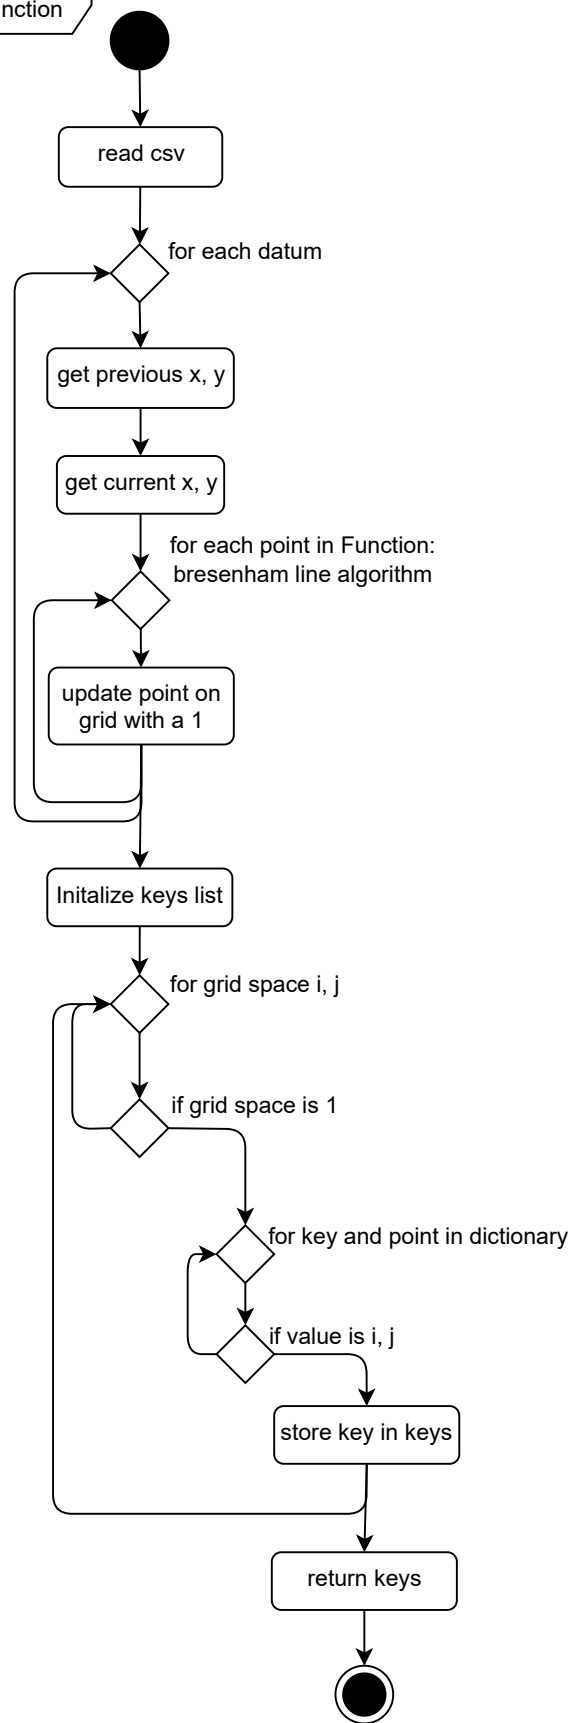 nction
read csv
for each datum
get previous x, y
get current x, y
for each point in Function:
bresenham line algorithm
update point on
grid with a 1
Initalize keys list
for grid space i, j
if grid space is 1
for key and point in dictionary
if value is i, j
store key in keys
return keys